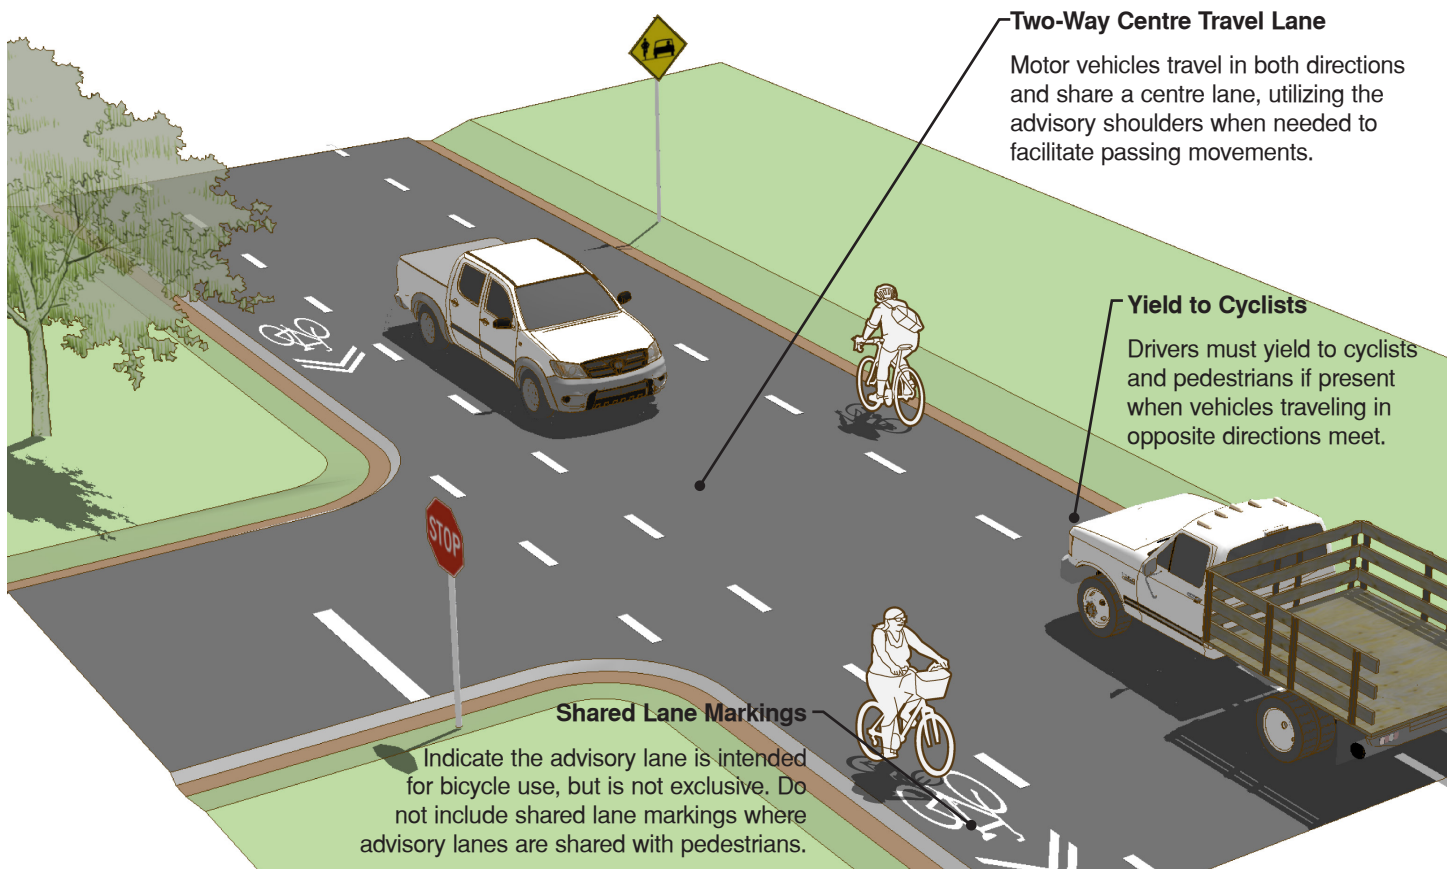 Two-Way Centre Travel Lane
Motor vehicles travel in both directions
and share a centre lane, utilizing the
advisory shoulders when needed to
facilitate passing movements.
Yield to Cyclists
Drivers must yield to cyclists
and pedestrians if present
when vehicles traveling in
opposite directions meet.
STOP
Shared Lane Markings
Indicate the advisory lane is intended
for bicycle use, but is not exclusive. Do
not include shared lane markings where
advisory lanes are shared with pedestrians.